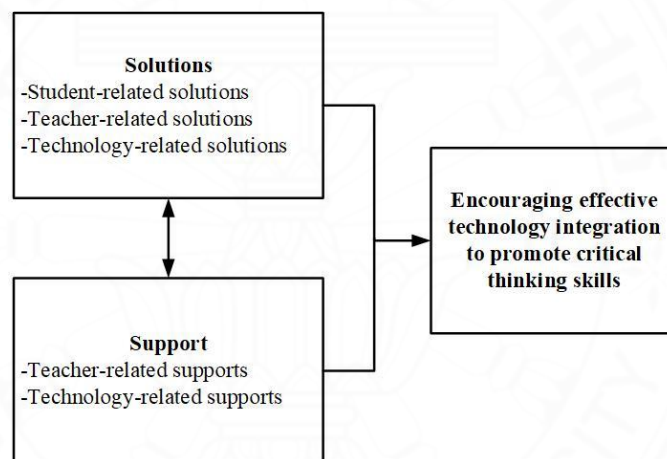 Solutions
-Student-related solutions
-Teacher-related solutions
-Technology-related solutions
Encouraging effective
technology integration
to promote critical
thinking skills
Support
-Teacher-related supports
-Technology-related supports